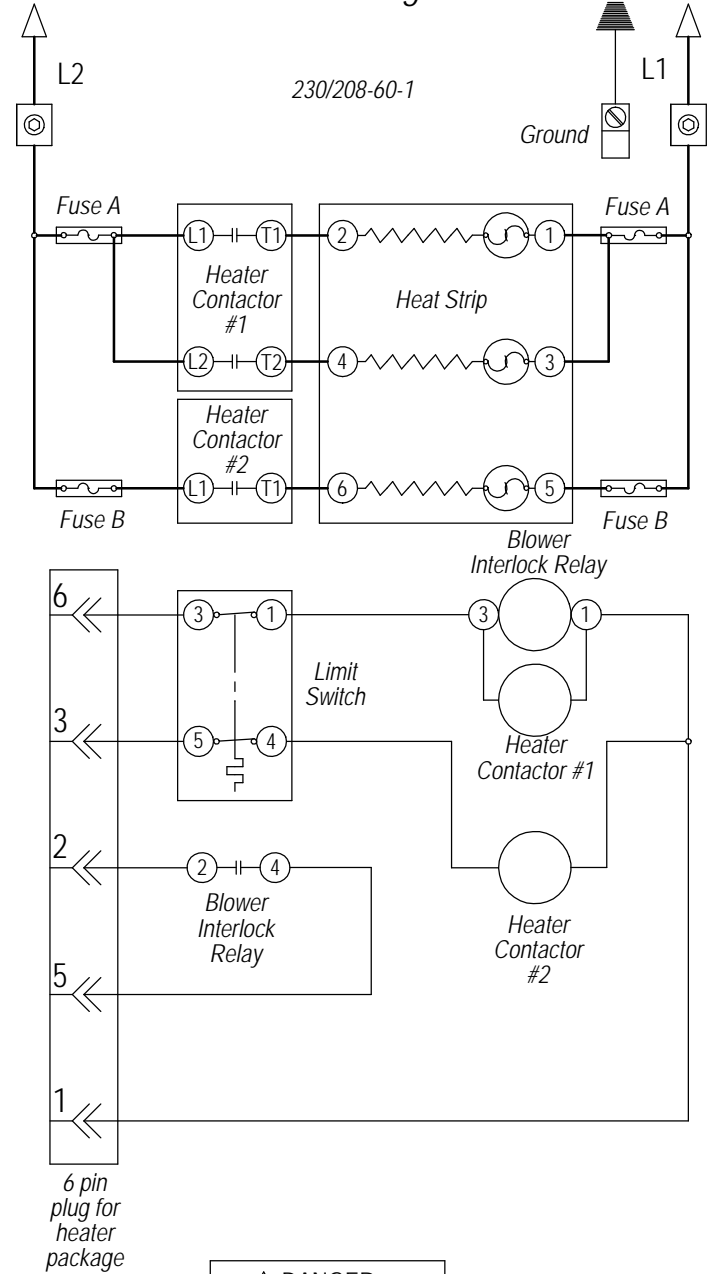 L2
230/208-60-1
L1
Ground
Fuse A
Fuse A
L1
T1
2
1
Heater
Contactor
#1
Heat Strip
L2
T2
4
3
Heater
Contactor
#2
L1
T1
6
5
Fuse B
Fuse B
Blower
Interlock Relay
6
3
1
3
1
Limit
Switch
3
5
4
Heater
Contactor #1
2
2
4
Blower
Interlock
Relay
Heater
Contactor
#2
5
1
6 pin
plug for
heater
package
DANGER